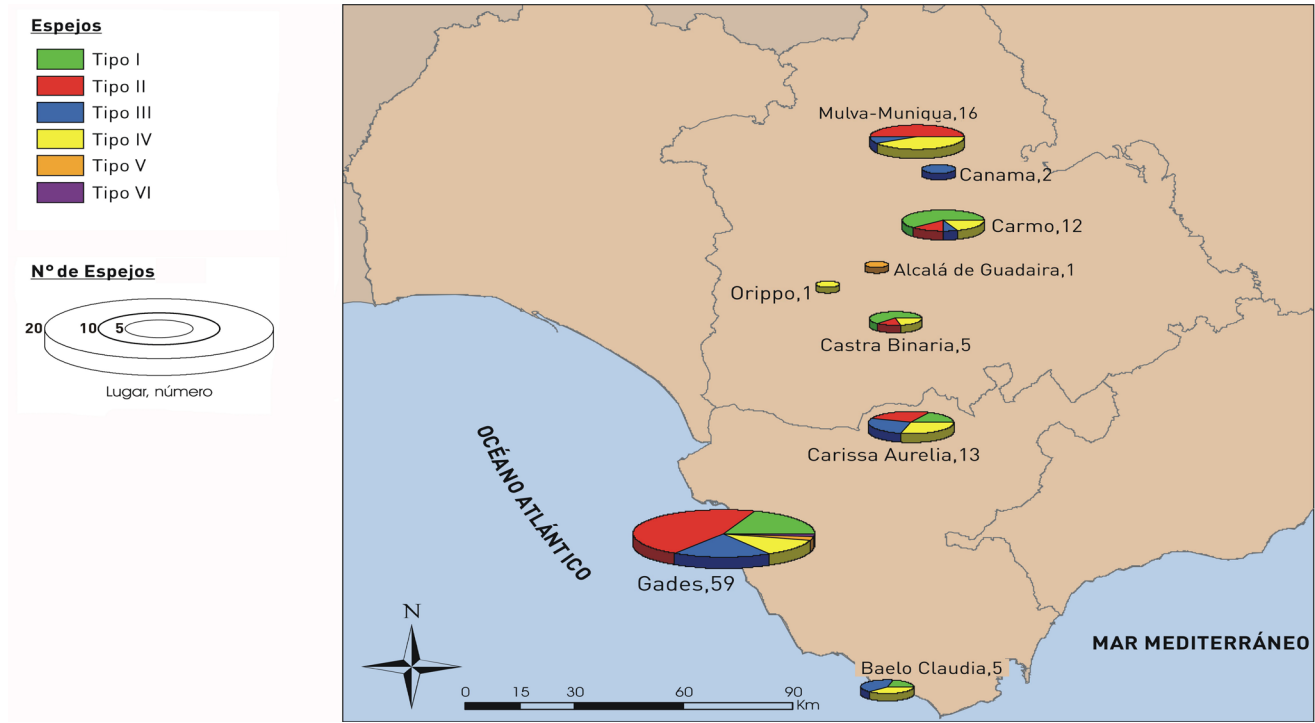 Espejos
Tipo I
Tipo II
Tipo III
Tipo IV
Tipo V
Tipo VI
Nº de Espejos
20 10 5
Lugar, número
Mulva-Muniqua,16
Canama,2
Carmo,12
Alcalá de Guadaira,1
Orippo,1
Castra Binaria,5
Carissa Aurelia,13
OCÉANO ATLÁNTICO
Gades,59
N
MAR MEDITERRÁNEO
Baelo Claudia,5
0 15 30 60 90
Km